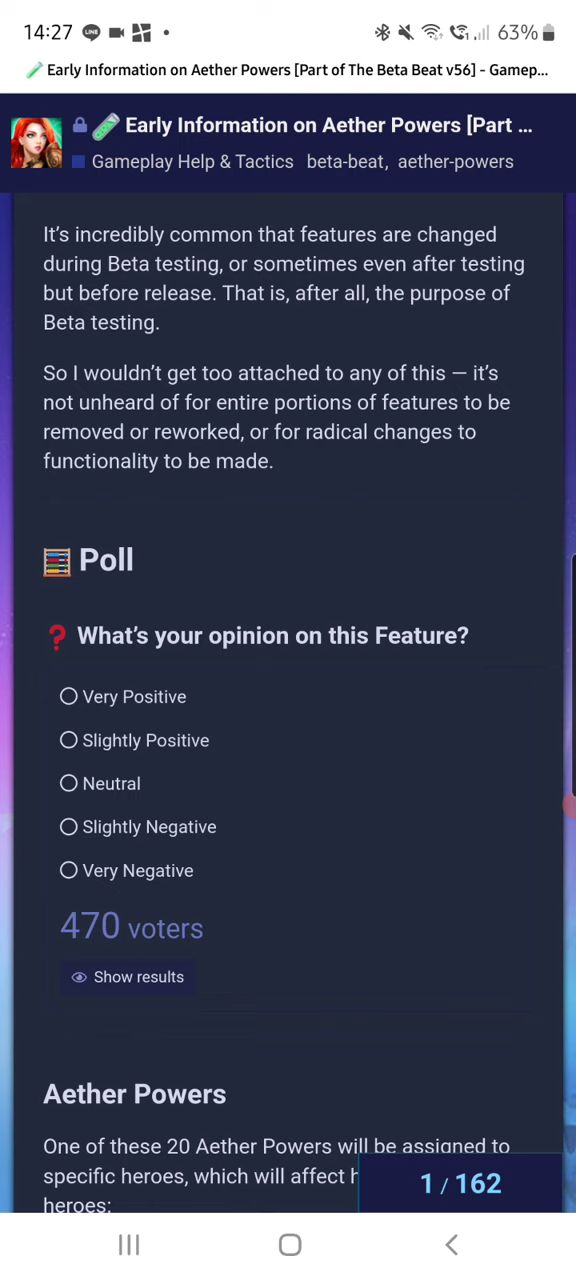 14:27 63%
Early Information on Aether Powers [Part of The Beta Beat v56] - Gamep...
Early Information on Aether Powers [Part ...
Gameplay Help & Tactics beta-beat, aether-powers
It's incredibly common that features are changed
during Beta testing, or sometimes even after testing
but before release. That is, after all, the purpose of
Beta testing.
So I wouldn't get too attached to any of this — it's
not unheard of for entire portions of features to be
removed or reworked, or for radical changes to
functionality to be made.
Poll
What's your opinion on this Feature?
Very Positive
Slightly Positive
Neutral
Slightly Negative
Very Negative
470 voters
Show results
Aether Powers
One of these 20 Aether Powers will be assigned to
specific heroes, which will affect h
heroes:
1 / 162